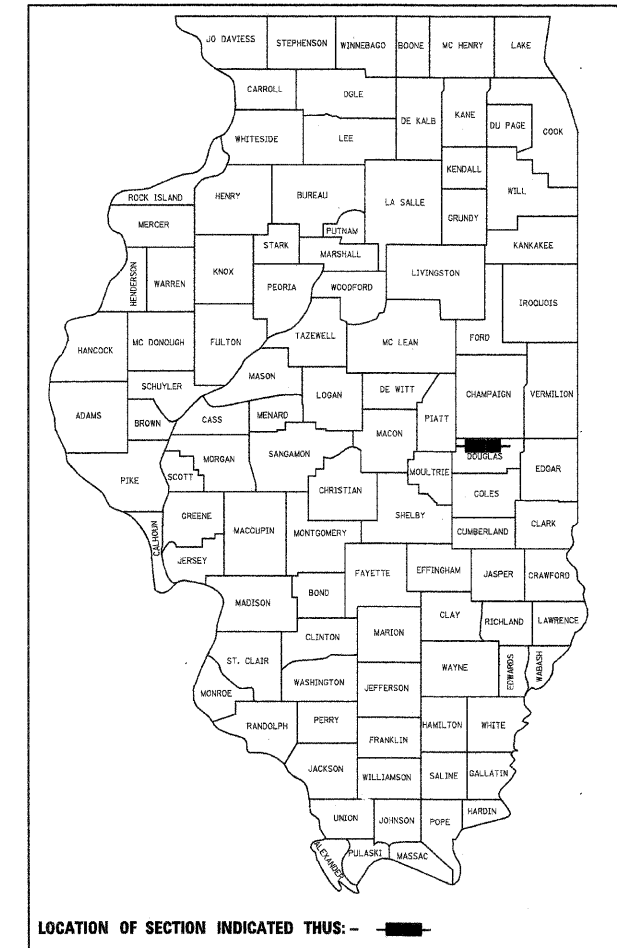 JO DAVIESS STEPHENSON WINNEBAGO BOONE MC HENRY LAKE
CARROLL OGLE DE KALB KANE DU PAGE COOK
WHITESIDE LEE
KENDALL WILL
ROCK ISLAND HENRY BUREAU LA SALLE GRUNDY
MERCER PUTNAM
STARK MARSHALL KANKAKEE
HENDERSON WARREN KNOX PEORIA WOODFORD LIVINGSTON IROQUOIS
HANCOCK MC DONOUGH FULTON TAZEWELL MC LEAN FORD
MASON
SCHUYLER LOGAN DE WITT CHAMPAIGN VERMILION
ADAMS BROWN CASS MENARD PIATT
MACON
MORGAN SANGAMON DOUGLAS
PIKE SCOTT CHRISTIAN MOULTRIE EDGAR
COLES
GREENE MACOUPIN MONTGOMERY SHELBY
CALHOUN CUMBERLAND CLARK
JERSEY FAYETTE EFFINGHAM JASPER CRAWFORD
MADISON BOND
CLAY RICHLAND LAWRENCE
CLINTON MARION
ST. CLAIR WAYNE EDWARDS WABASH
WASHINGTON JEFFERSON
MONROE
RANDOLPH PERRY HAMILTON WHITE
FRANKLIN
JACKSON WILLIAMSON SALINE GALLATIN
UNION JOHNSON POPE HARDIN
ALEXANDER PULASKI MASSAC
LOCATION OF SECTION INDICATED THUS: -